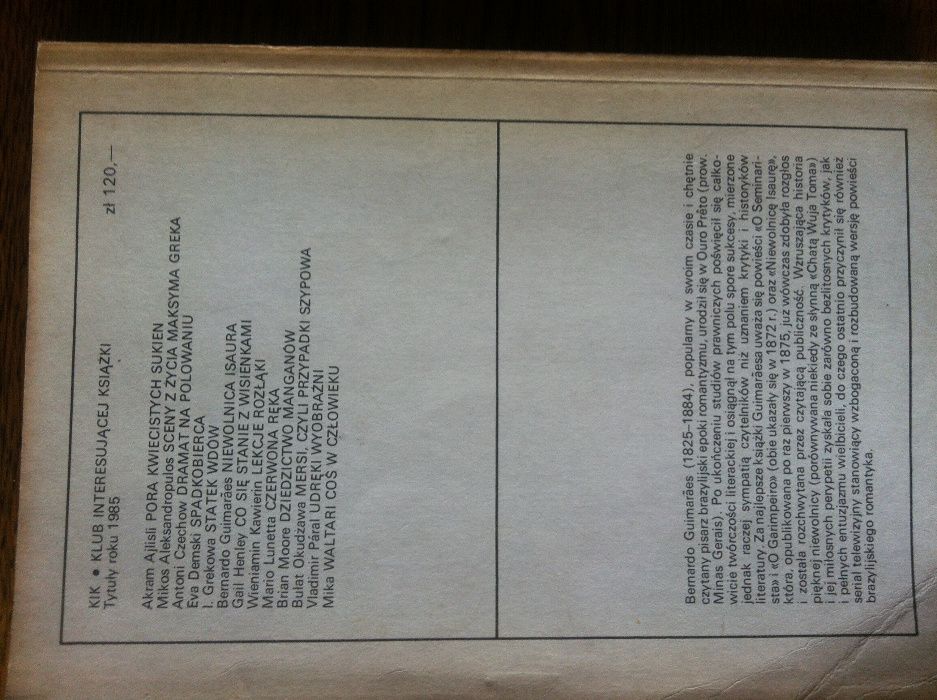 KIK • KLUB INTERESUJĄCEJ KSIĄŻKI
Tytuły roku 1985
zł 120,—
Akram Ajlisli PORA KWIECISTYCH SUKIEN
Mikos Aleksandropulos SCENY Z ŻYCIA MAKSYMA GREKA
Antoni Czechow DRAMAT NA POLOWANIU
Eva Demski SPADKOBIERCA
I. Grekowa STATEK WDÓW
Bernardo Guimarães NIEWOLNICA ISAURA
Gail Henley CO SIĘ STANIE Z WISIENKAMI
Wieniamin Kawierin LEKCJE ROZŁĄKI
Mario Lunetta CZERWONA RĘKA
Brian Moore DZIEDZICTWO MANGANÓW
Bułat Okudżawa MERSI, CZYLI PRZYPADKI SZYPOWA
Vladimir Páral UDRĘKI WYOBRAŹNI
Mika WALTARI COŚ W CZŁOWIEKU
Bernardo Guimarães (1825–1884), popularny w swoim czasie i chętnie
czytany pisarz brazylijski epoki romantyzmu, urodził się w Ouro Prêto (prow.
Minas Gerais). Po ukończeniu studiów prawniczych poświęcił się całko-
wicie twórczości literackiej i osiągnął na tym polu spore sukcesy, mierzone
jednak raczej sympatią czytelników, niż uznaniem krytyki i historyków
literatury. Za najlepsze książki Guimarãesa uważa się powieści «O Seminari-
sta» i «O Garimpeiro» (obie ukazały się w 1872 r.) oraz «Niewolnicę Isaurę»,
która, opublikowana po raz pierwszy w 1875, już wówczas zdobyła rozgłos
i została rozchwytana przez czytającą publiczność. Wzruszająca historia
pięknej niewolnicy (porównywana niekiedy ze słynną «Chatą Wuja Toma»)
i jej miłosnych perypetii zyskała sobie zarówno bezlitosnych krytyków, jak
i pełnych entuzjazmu wielbicieli, do czego ostatnio przyczynił się również
serial telewizyjny stanowiący wzbogaconą i rozbudowaną wersję powieści
brazylijskiego romantyka.